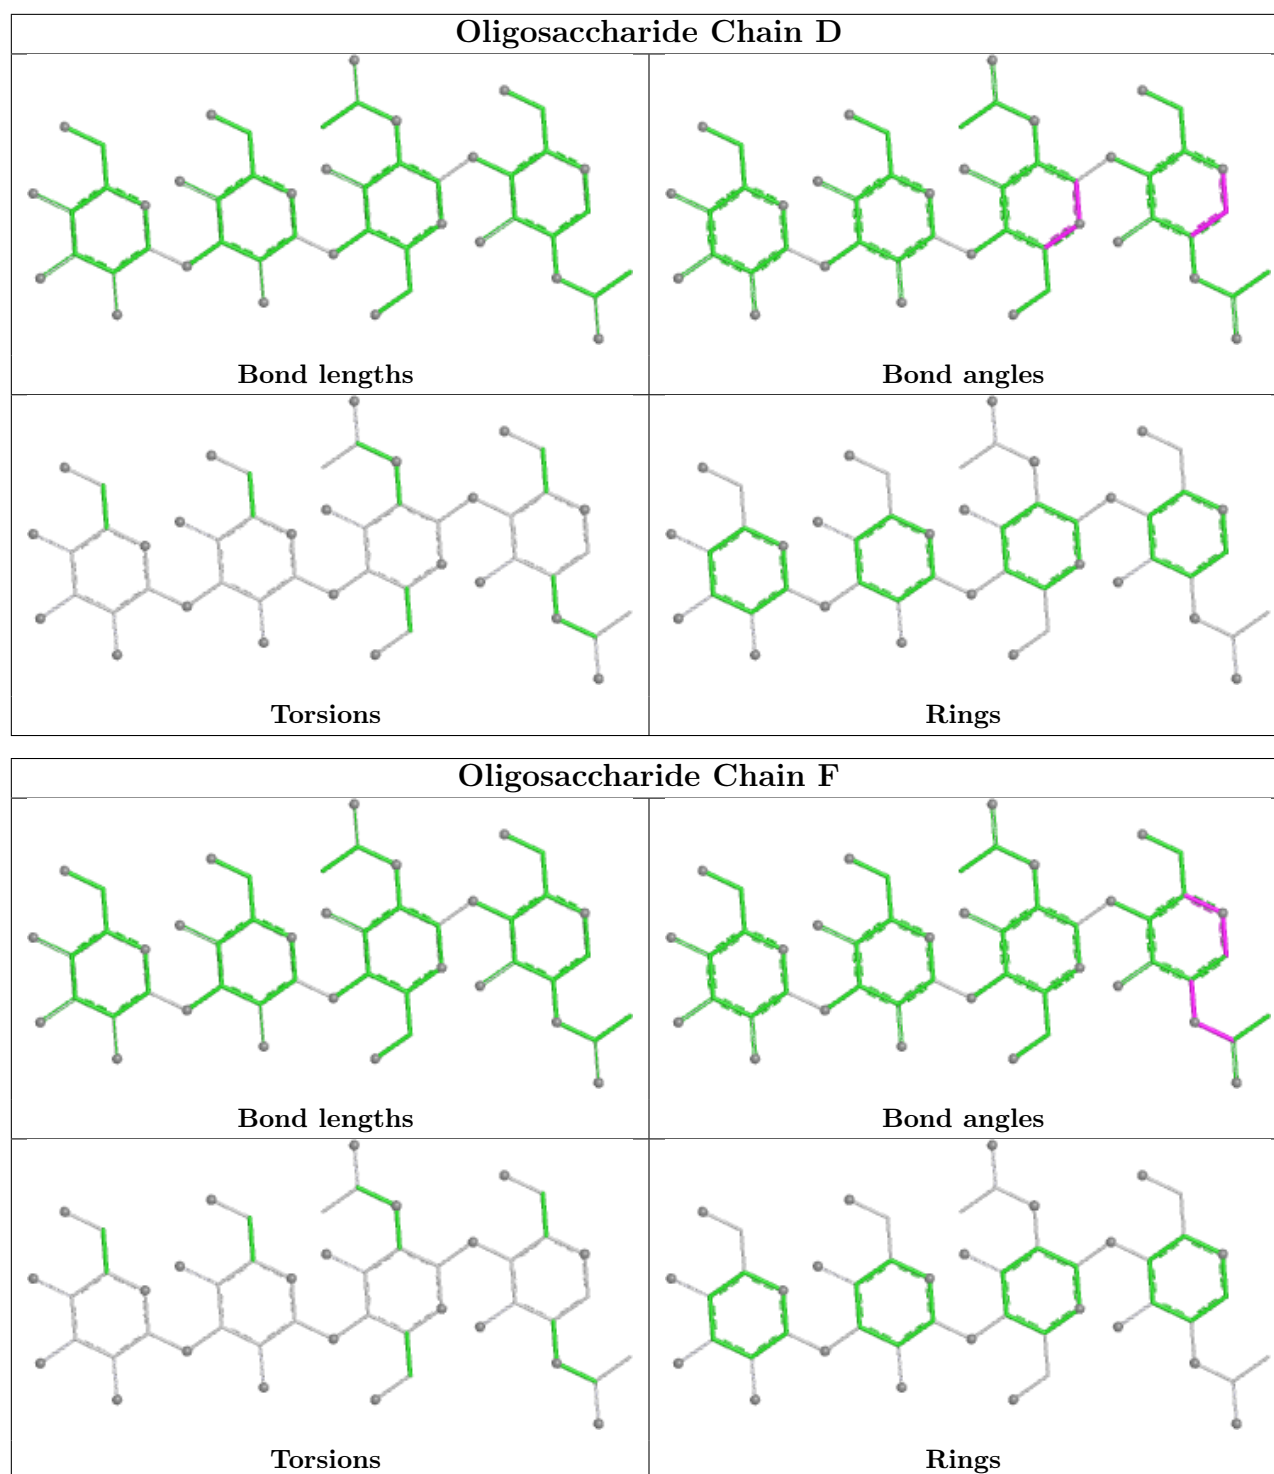 Oligosaccharide Chain D
Bond lengths
Bond angles
Torsions
Rings
Oligosaccharide Chain F
Bond lengths
Bond angles
Torsions
Rings